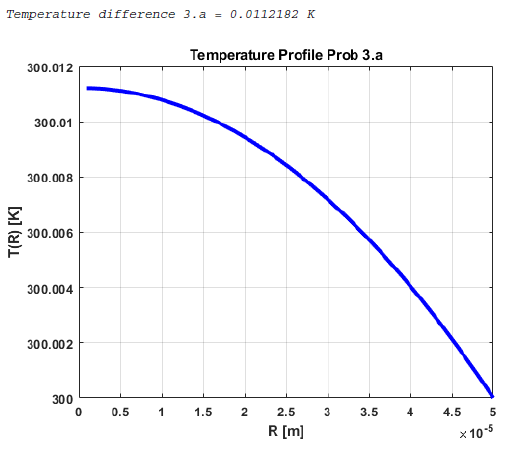 Temperature difference 3.a = 0.0112182 K
Temperature Profile Prob 3.a
300.012
300.01
300.008
300.006
300.004
300.002
300
T(R) [K]
0 0.5 1 1.5 2 2.5 3 3.5 4 4.5 5
R [m]
×10⁻⁵